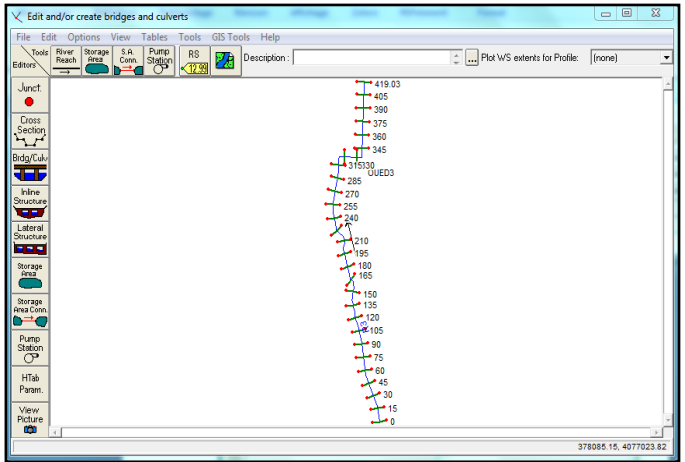 Edit and/or create bridges and culverts
File Edit Options View Tables Tools GIS Tools Help
Tools
Editors
River Reach
Storage Area
S.A. Conn.
Pump Station
RS
12.99
Description :
...
Plot WS extents for Profile:
(none)
Junct.
Cross Section
Brdg/Culv
Inline Structure
Lateral Structure
Storage Area
Storage Area Conn.
Pump Station
HTab Param.
View Picture
419.03
405
390
375
360
345
315330
OUED3
285
270
255
240
210
195
180
165
150
135
120
105
90
75
60
45
30
15
0
378085.15, 4077023.82